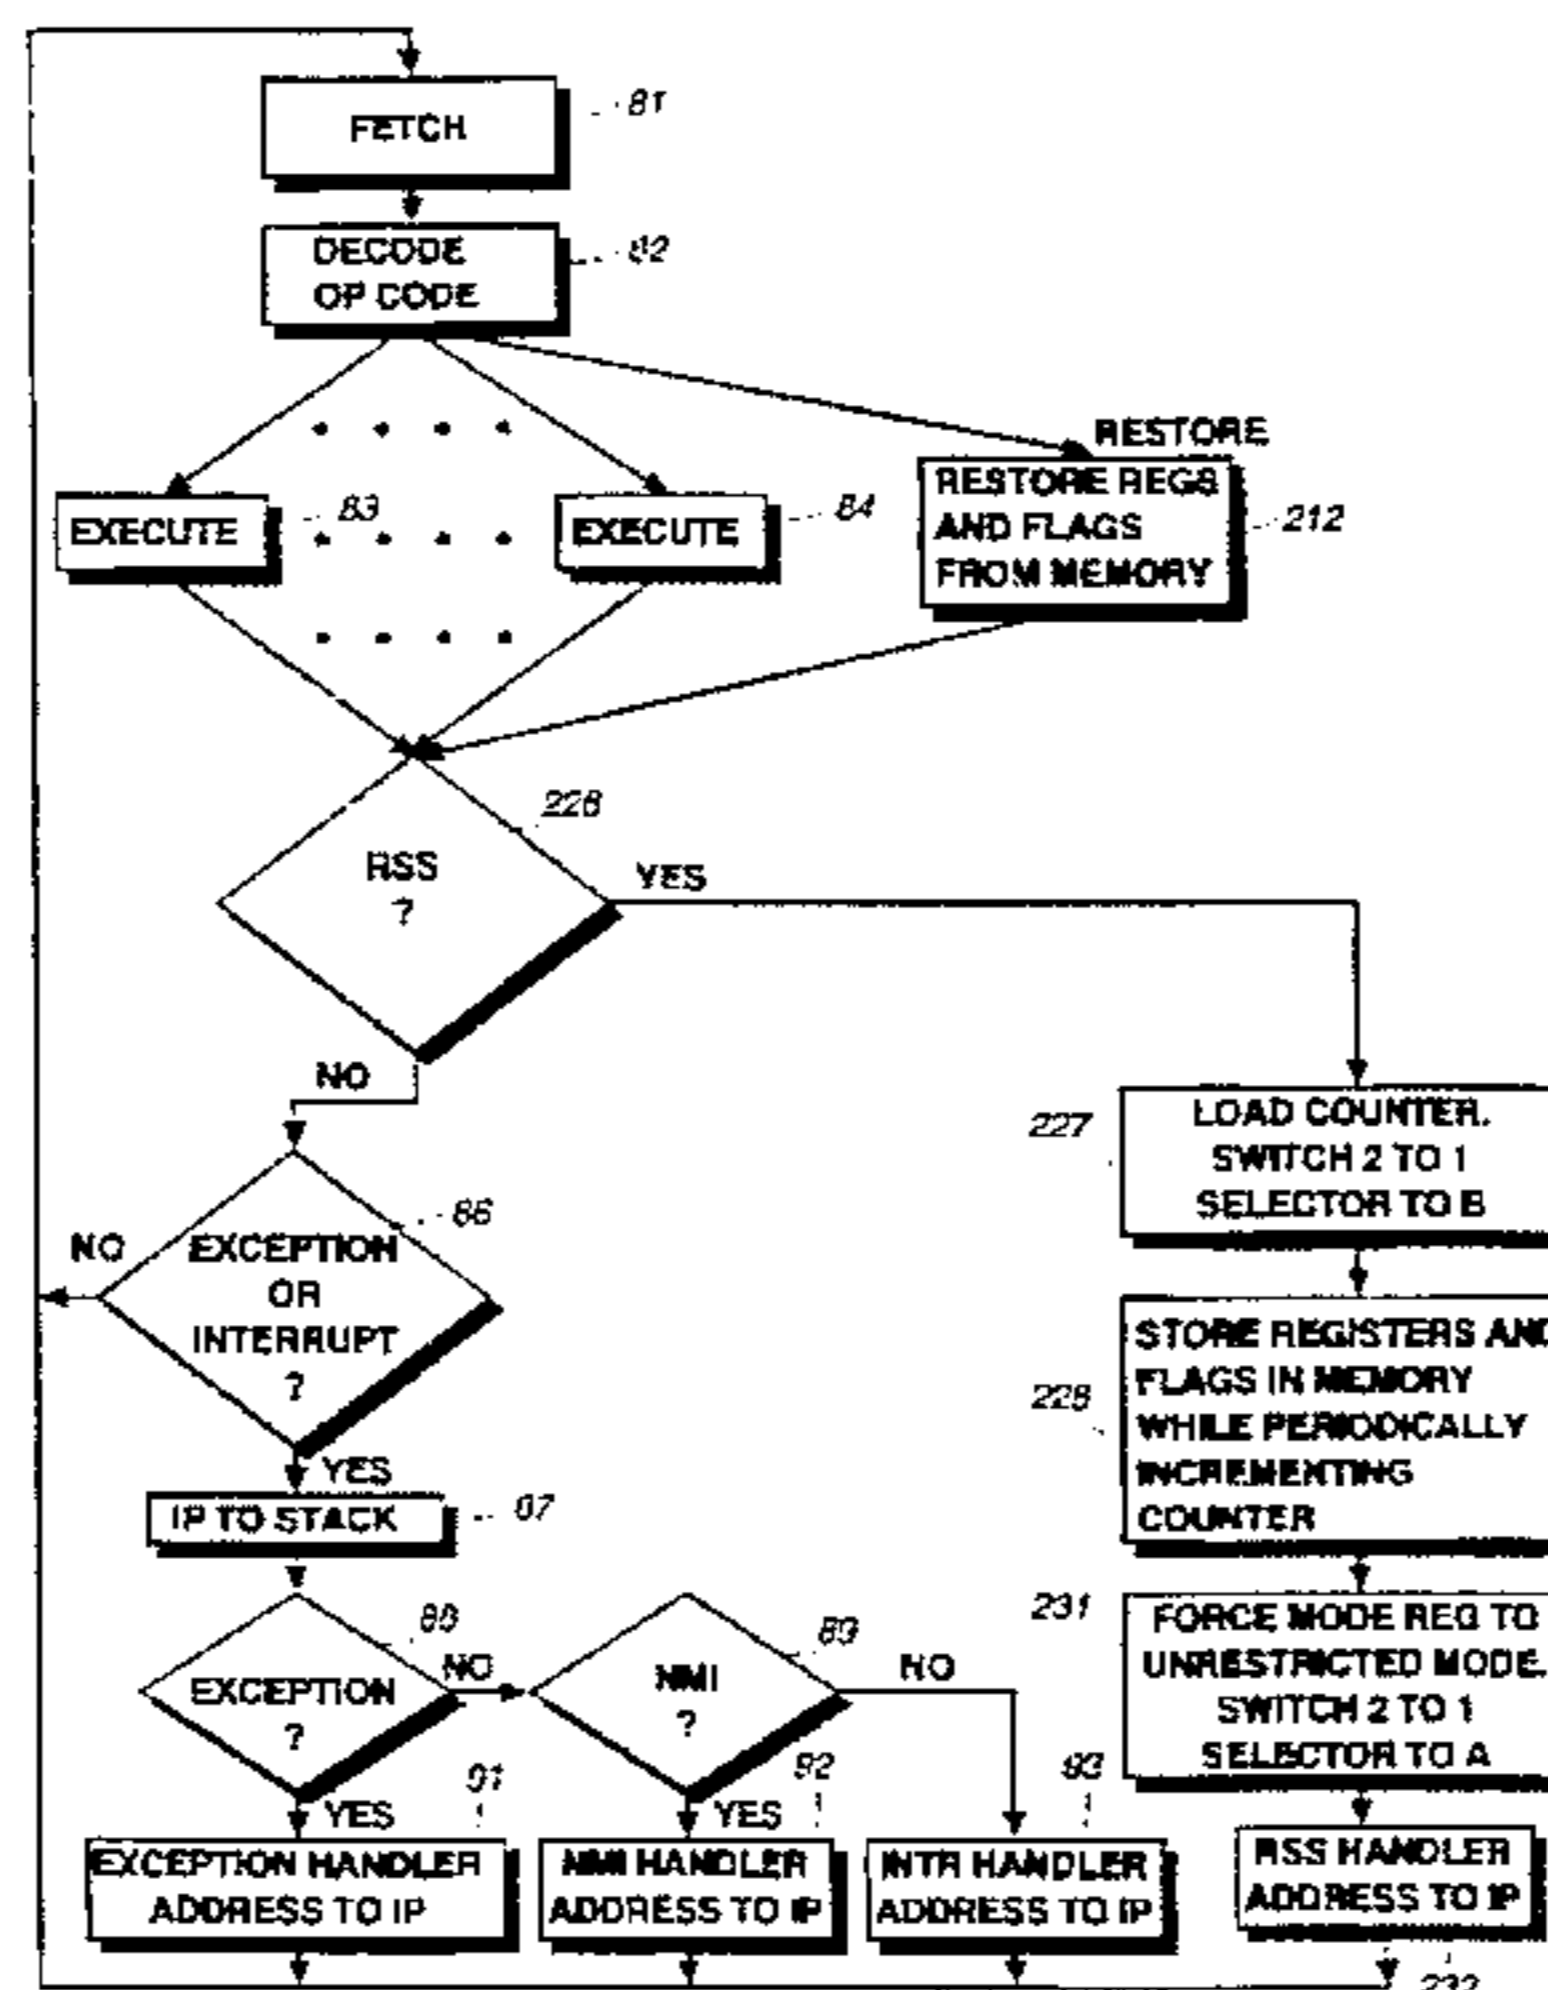 FETCH
81
DECODE
OP CODE
82
RESTORE
EXECUTE
83
EXECUTE
84
RESTORE REGS
AND FLAGS
FROM MEMORY
212
226
RSS
?
YES
NO
227
LOAD COUNTER.
SWITCH 2 TO 1
SELECTOR TO B
86
NO
EXCEPTION
OR
INTERRUPT
?
228
STORE REGISTERS AND
FLAGS IN MEMORY
WHILE PERIODICALLY
INCREMENTING
COUNTER
YES
IP TO STACK
87
231
FORCE MODE REG TO
UNRESTRICTED MODE.
SWITCH 2 TO 1
SELECTOR TO A
88
EXCEPTION
?
NO
89
NMI
?
NO
YES
91
YES
92
93
EXCEPTION HANDLER
ADDRESS TO IP
NMI HANDLER
ADDRESS TO IP
INTR HANDLER
ADDRESS TO IP
RSS HANDLER
ADDRESS TO IP